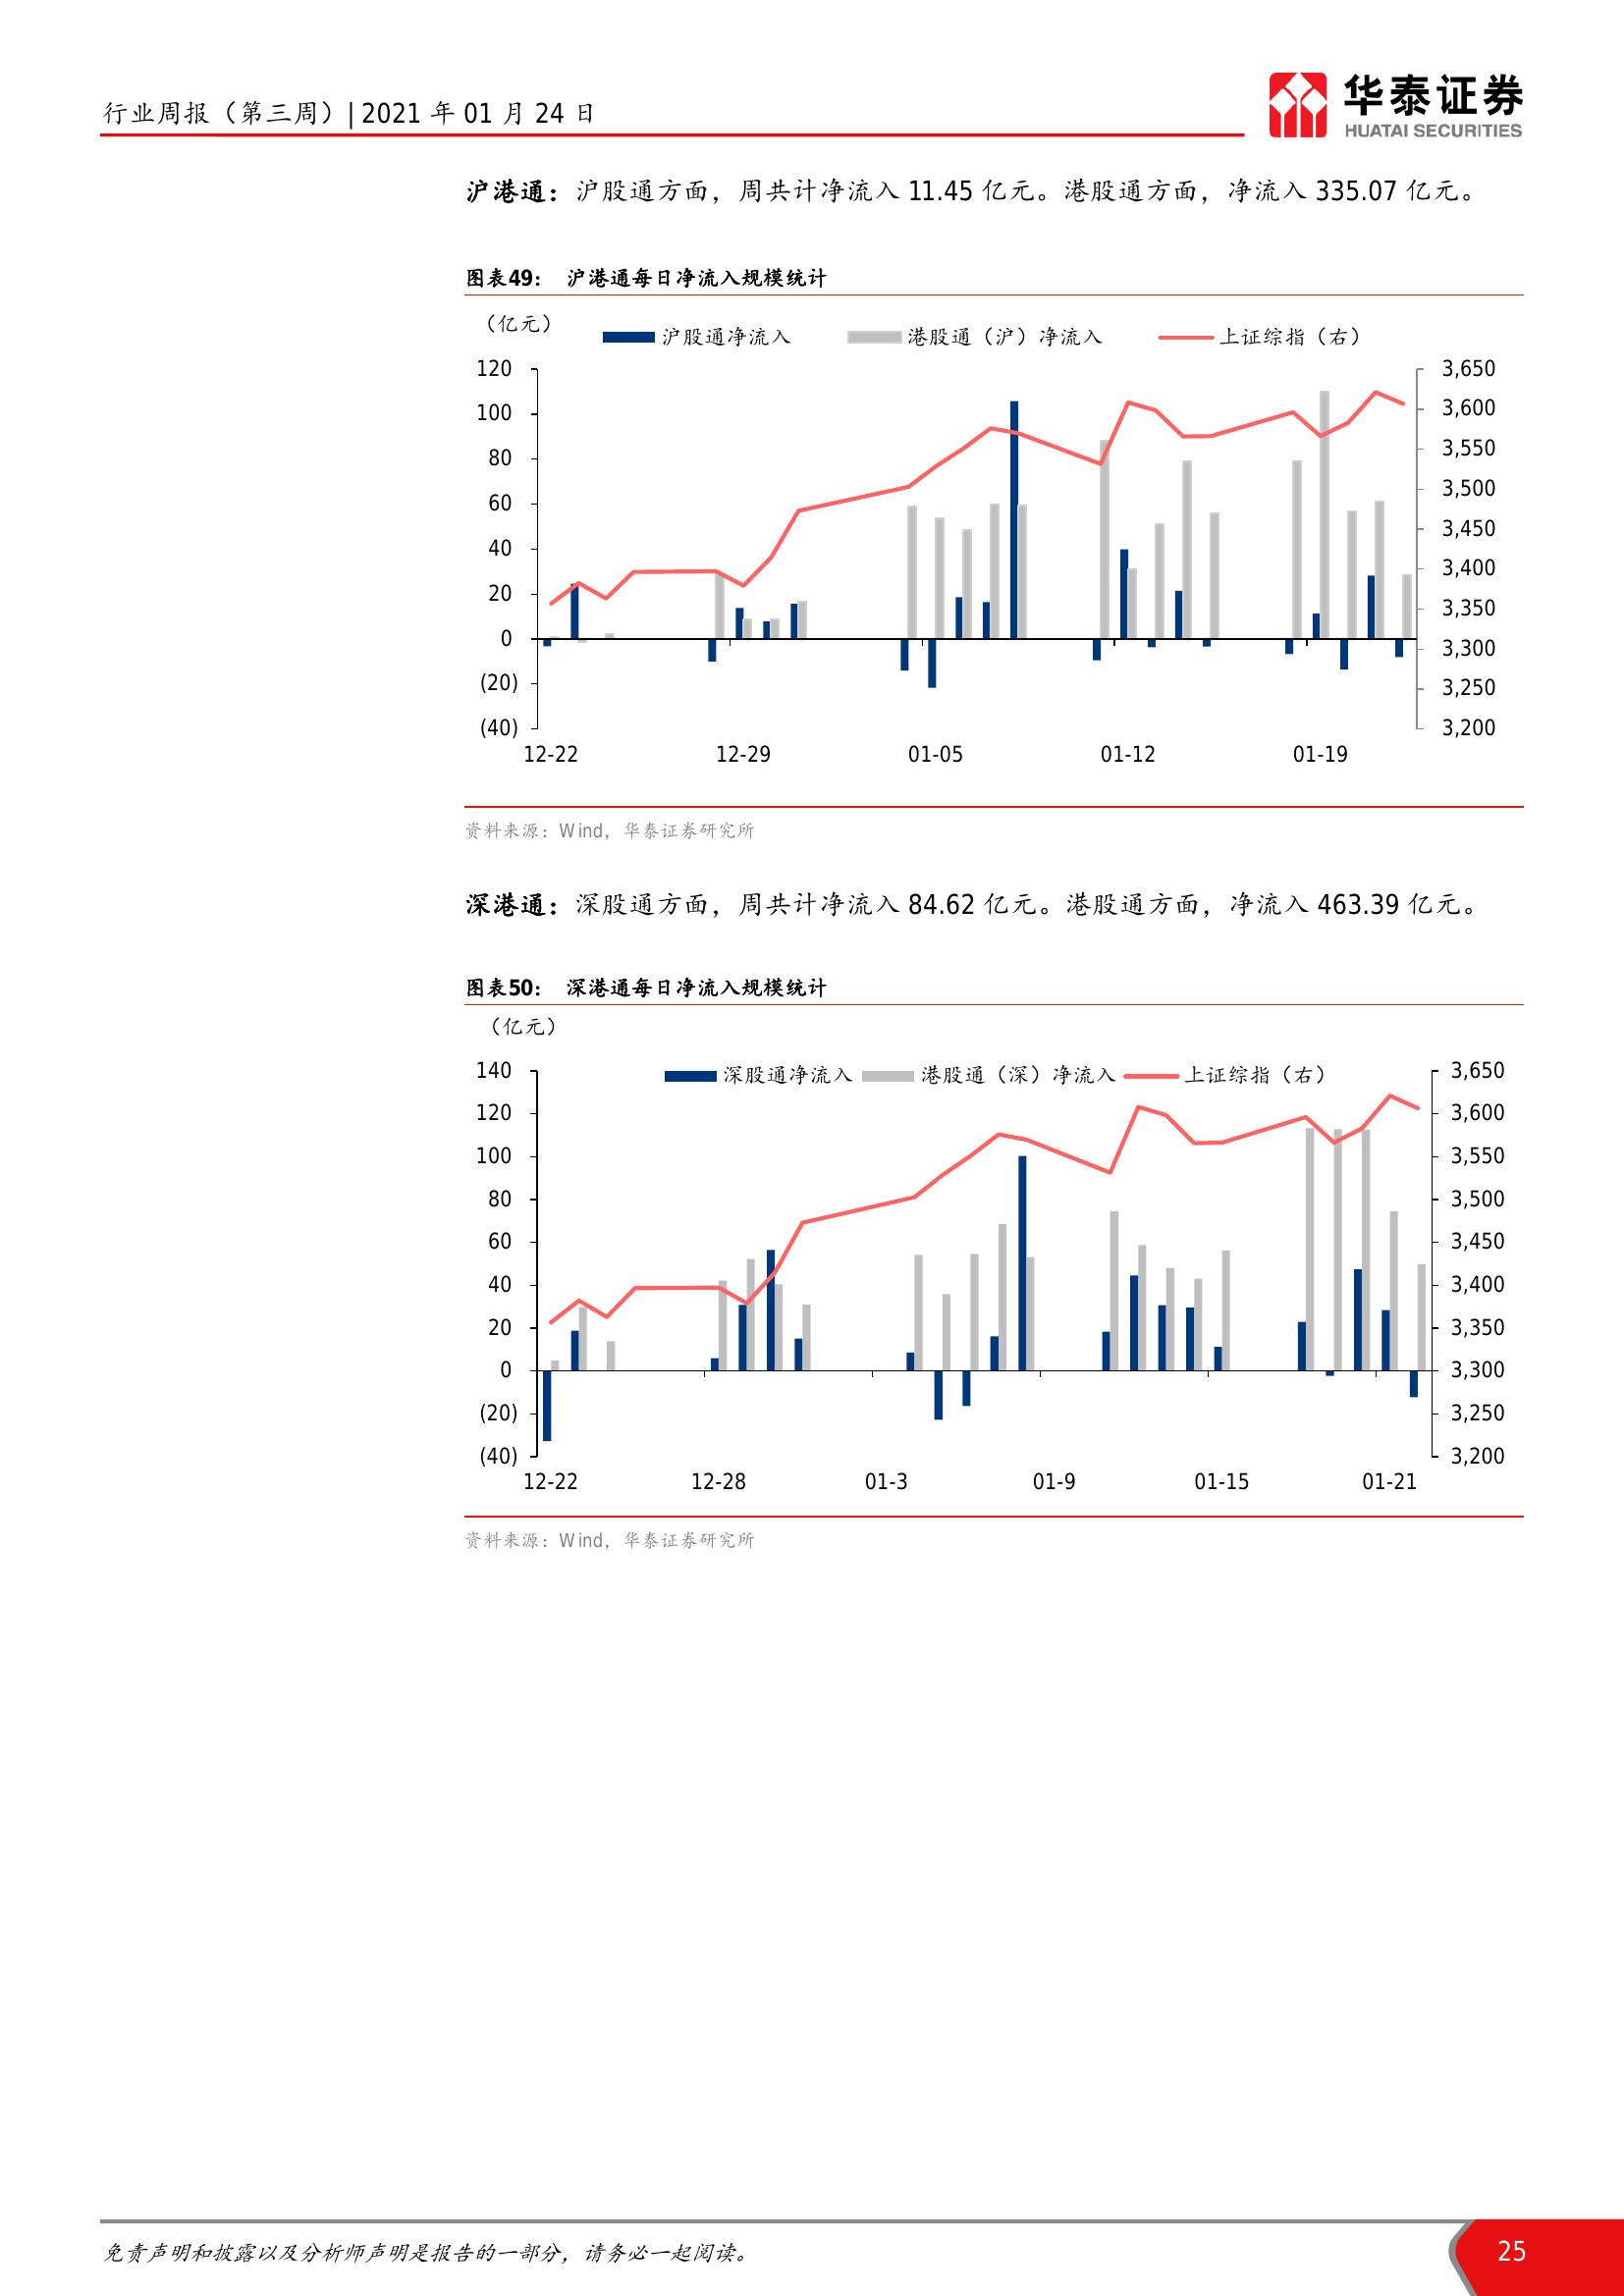 行业周报（第三周）| 2021 年 01 月 24 日
华泰证券
HUATAI SECURITIES
沪港通：沪股通方面，周共计净流入 11.45 亿元。港股通方面，净流入 335.07 亿元。
图表49： 沪港通每日净流入规模统计
（亿元）
沪股通净流入 港股通（沪）净流入 上证综指（右）
120 3,650
100 3,600
80 3,550
60 3,500
40 3,450
20 3,400
0 3,350
(20) 3,300
(40) 3,250
3,200
12-22 12-29 01-05 01-12 01-19
资料来源：Wind，华泰证券研究所
深港通：深股通方面，周共计净流入 84.62 亿元。港股通方面，净流入 463.39 亿元。
图表50： 深港通每日净流入规模统计
（亿元）
深股通净流入 港股通（深）净流入 上证综指（右）
140 3,650
120 3,600
100 3,550
80 3,500
60 3,450
40 3,400
20 3,350
0 3,300
(20) 3,250
(40) 3,200
12-22 12-28 01-3 01-9 01-15 01-21
资料来源：Wind，华泰证券研究所
免责声明和披露以及分析师声明是报告的一部分，请务必一起阅读。
25